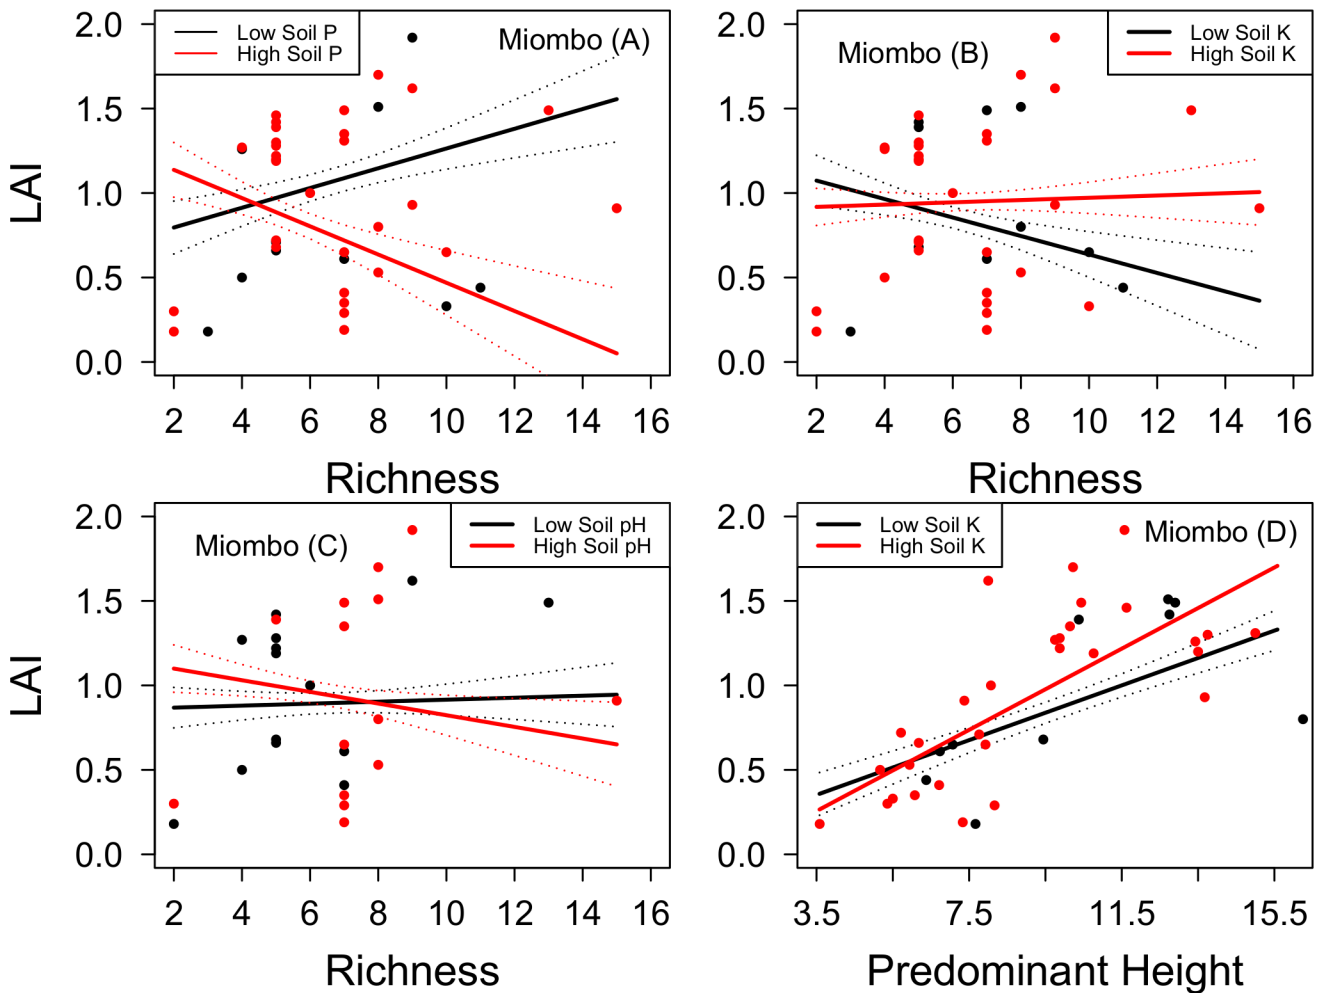 Low Soil P
High Soil P
Miombo (A)
LAI
2.0
1.5
1.0
0.5
0.0
2 4 6 8 10 12 14 16
Richness
Miombo (B)
Low Soil K
High Soil K
2.0
1.5
1.0
0.5
0.0
2 4 6 8 10 12 14 16
Richness
Miombo (C)
Low Soil pH
High Soil pH
LAI
2.0
1.5
1.0
0.5
0.0
2 4 6 8 10 12 14 16
Richness
Low Soil K
High Soil K
Miombo (D)
2.0
1.5
1.0
0.5
0.0
3.5 7.5 11.5 15.5
Predominant Height